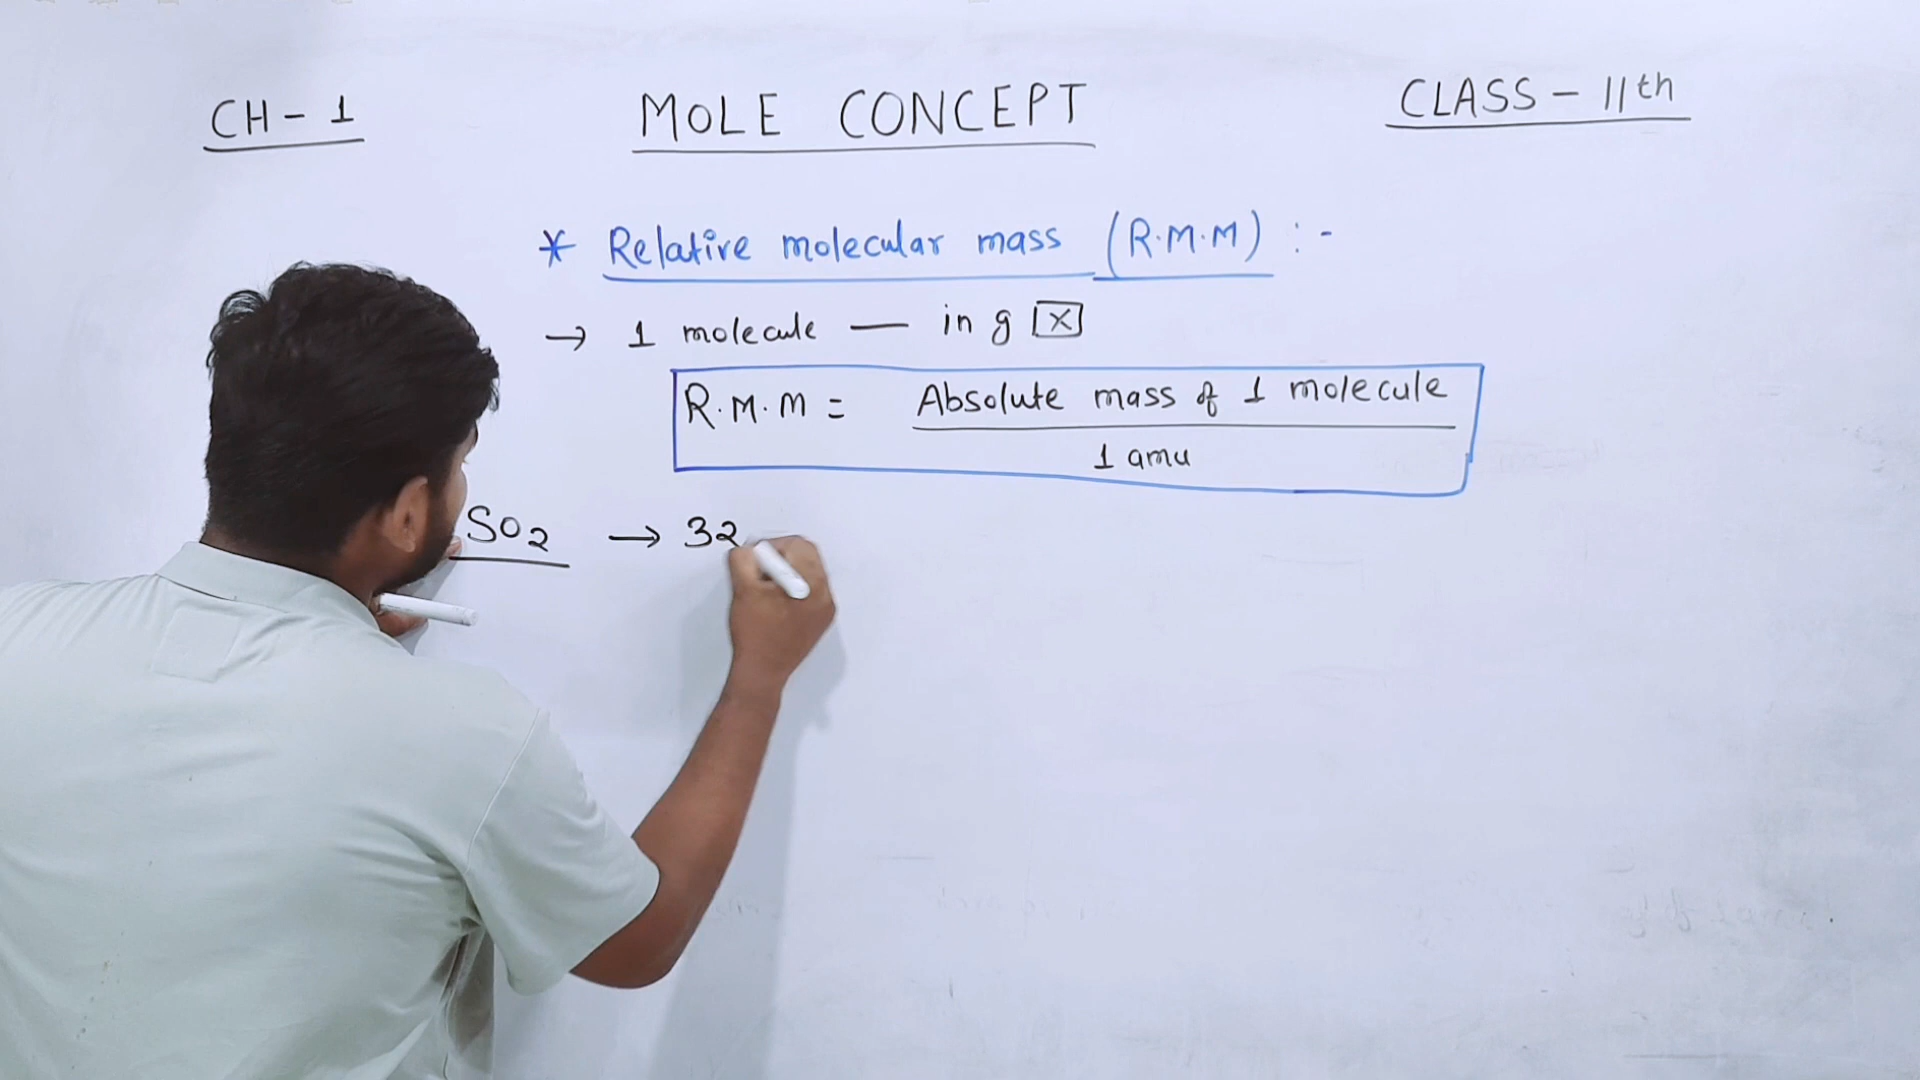 CH - 1
MOLE CONCEPT
CLASS - 11th
* Relative molecular mass (R.M.M) : -
→ 1 molecule — in g [X]
R.M.M = Absolute mass of 1 molecule
1 amu
SO2 → 32